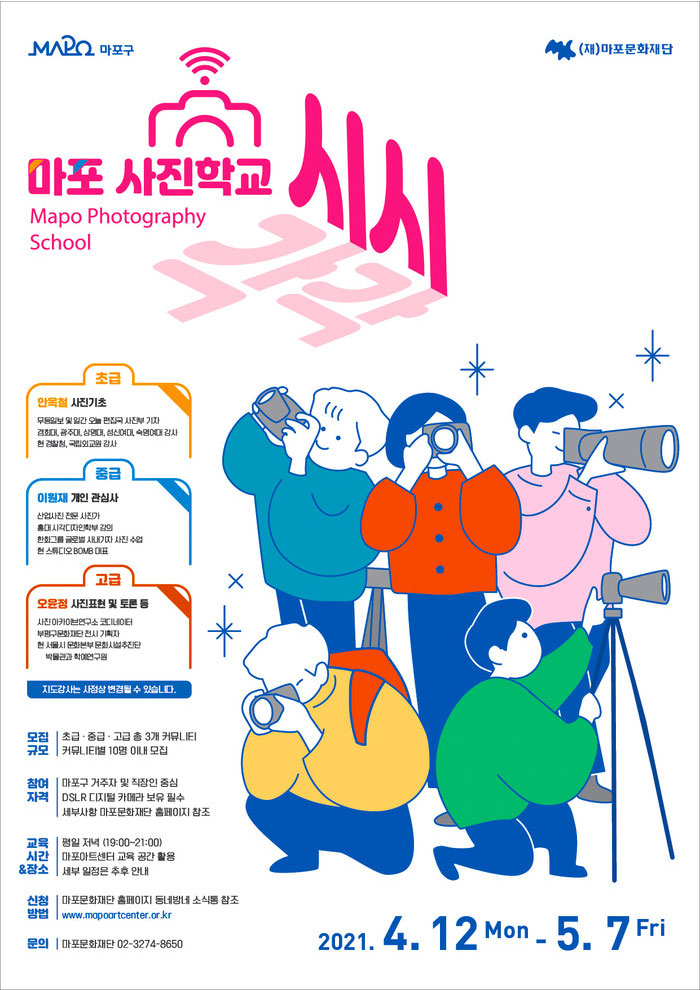 MAPO 마포구
(재)마포문화재단
마포 사진학교
시시
각각
Mapo Photography
School
초급
안목철 사진기초
무등일보 및 일간 오늘 편집국 사진부 기자
경희대, 광주대, 상명대, 성신여대, 숙명여대 강사
현 경찰청, 국립외교원 강사
중급
이원재 개인 관심사
산업사진 전문 사진가
홍대 시각디자인학부 강의
한화그룹 글로벌 사내기자 사진 수업
현 스튜디오 BOMB 대표
고급
오윤정 사진표현 및 토론 등
사진 아카이브연구소 코디네이터
부평구문화재단 전시 기획자
현 서울시 문화본부 문화시설추진단
박물관과 학예연구원
지도강사는 사정상 변경될 수 있습니다.
모집 초급 · 중급 · 고급 총 3개 커뮤니티
규모 커뮤니티별 10명 이내 모집
참여 마포구 거주자 및 직장인 중심
자격 DSLR 디지털 카메라 보유 필수
세부사항 마포문화재단 홈페이지 참조
교육 평일 저녁 (19:00~21:00)
시간 마포아트센터 교육 공간 활용
&장소 세부 일정은 추후 안내
신청 마포문화재단 홈페이지 동네방네 소식통 참조
방법 www.mapoartcenter.or.kr
문의 마포문화재단 02-3274-8650
2021. 4. 12 Mon - 5. 7 Fri